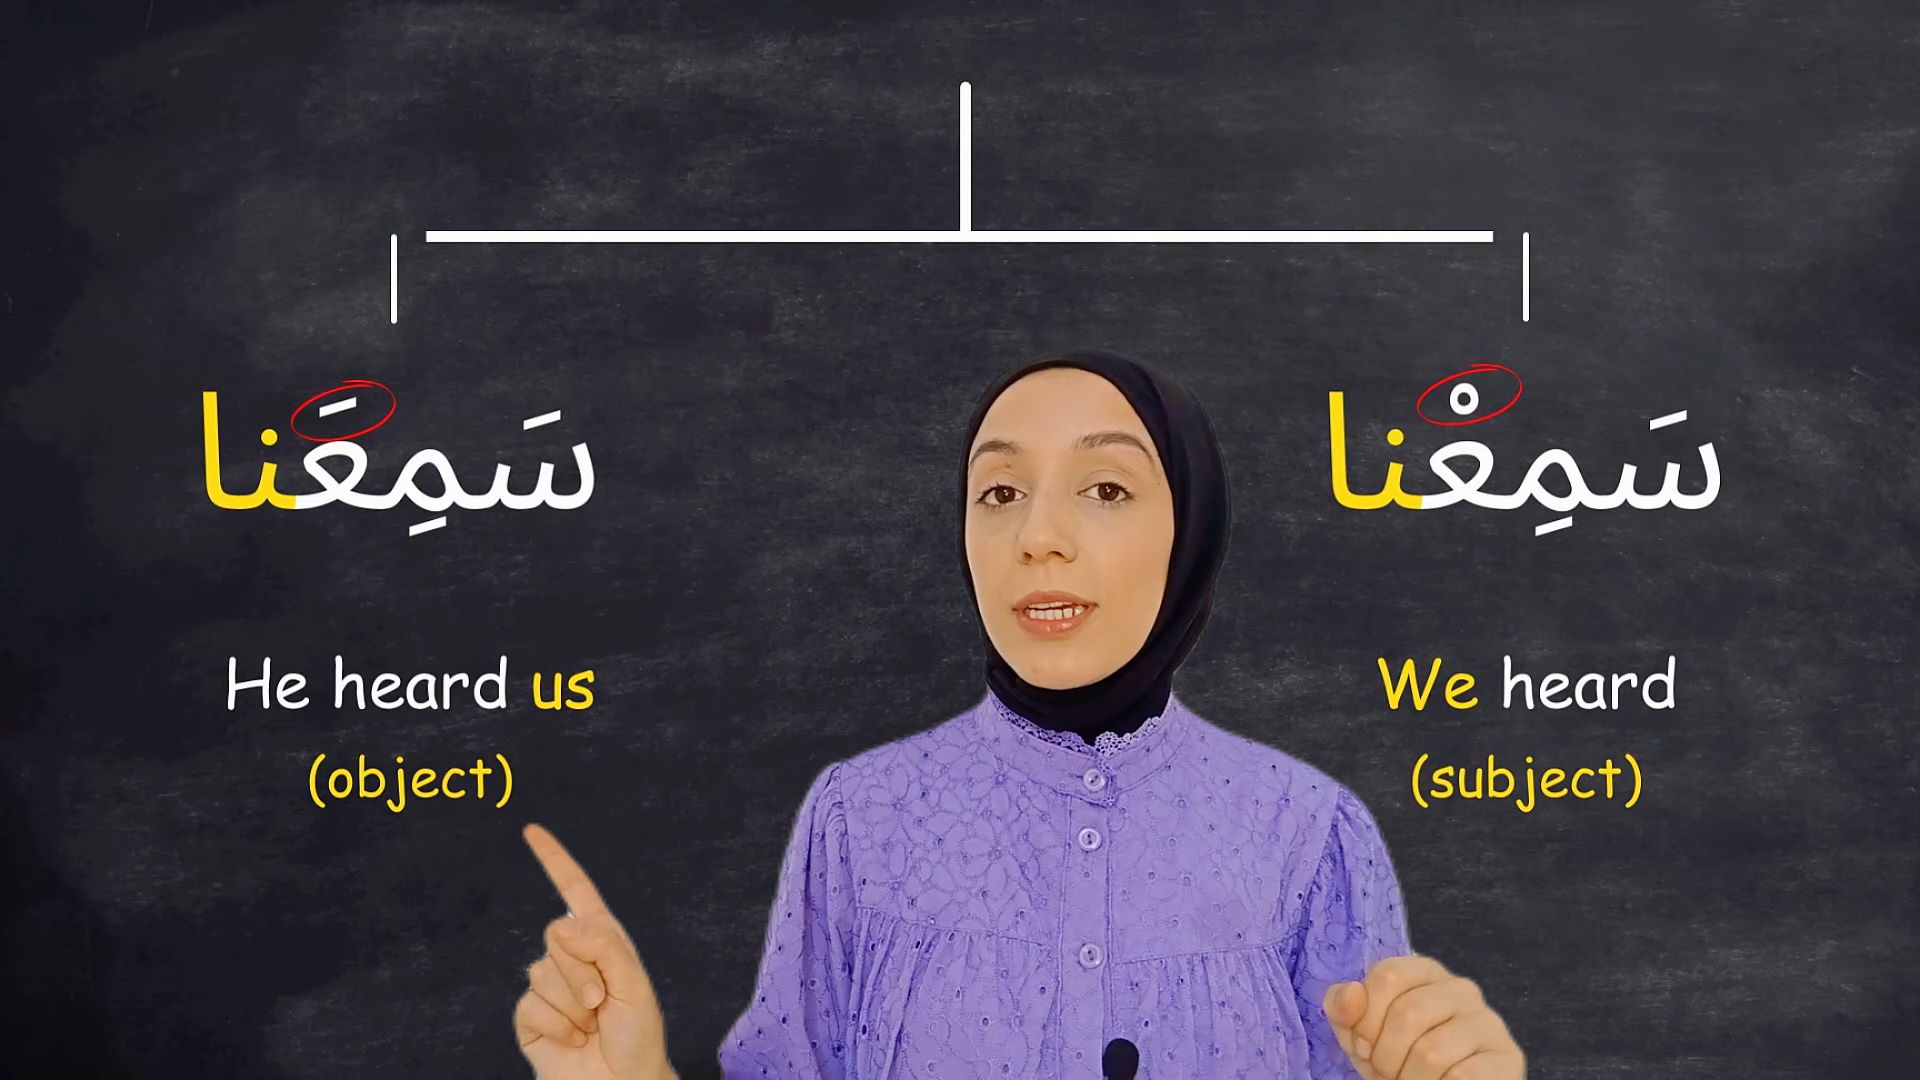 سَمِعَنا
He heard us
(object)
سَمِعْنا
We heard
(subject)